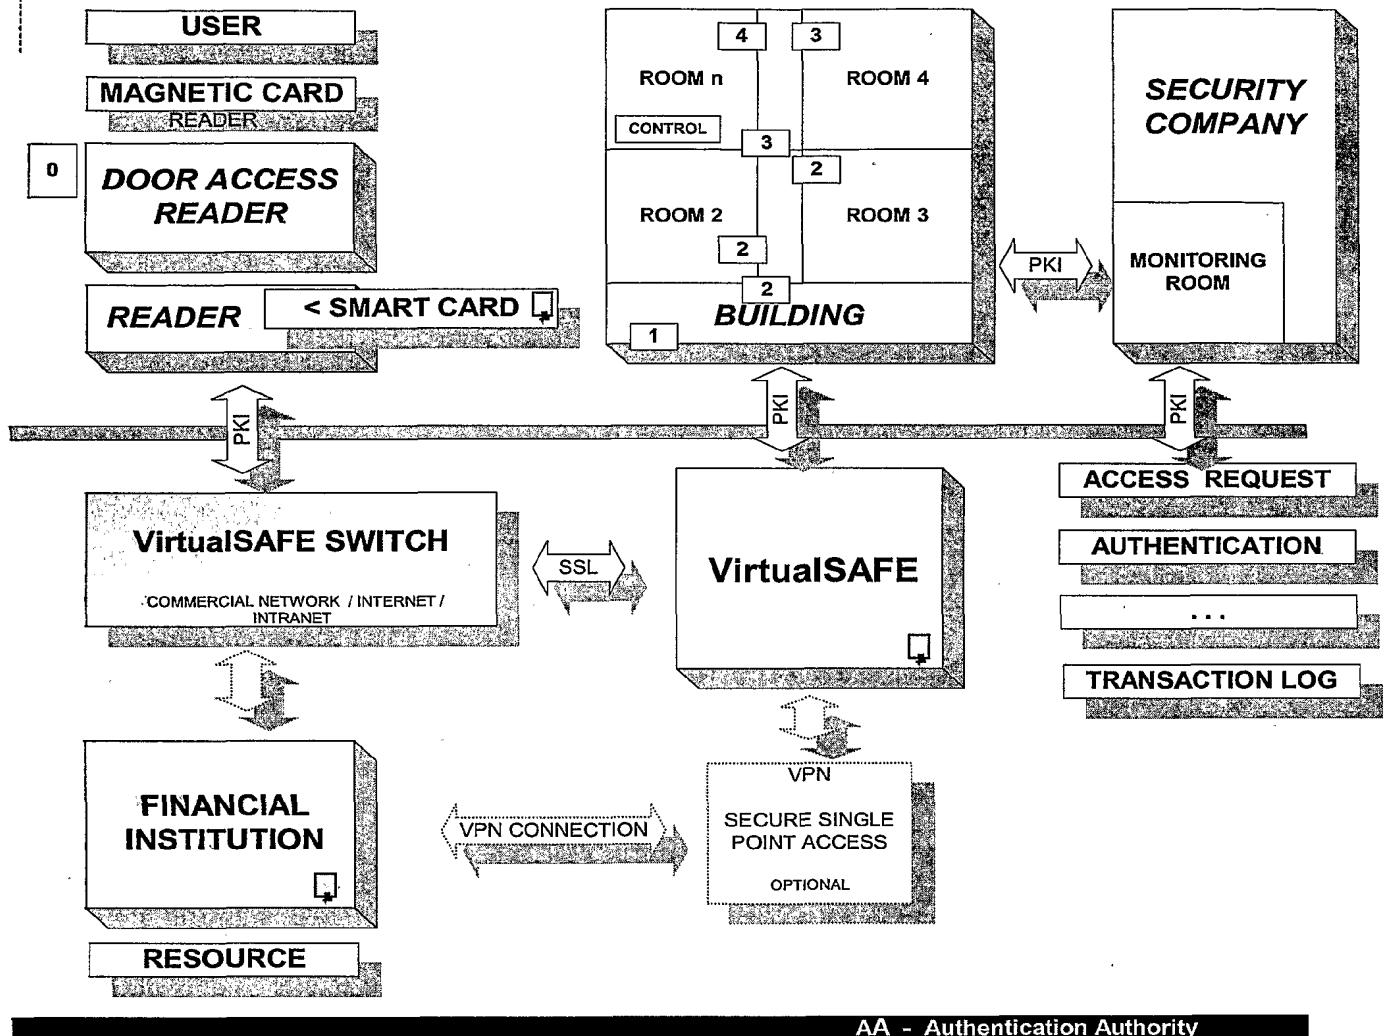 USER
MAGNETIC CARD
READER
0
DOOR ACCESS
READER
READER
< SMART CARD
4
3
ROOM n
ROOM 4
CONTROL
3
2
ROOM 2
ROOM 3
2
2
BUILDING
1
SECURITY
COMPANY
MONITORING
ROOM
PKI
PKI
PKI
PKI
VirtualSAFE SWITCH
COMMERCIAL NETWORK / INTERNET /
INTRANET
SSL
VirtualSAFE
ACCESS REQUEST
AUTHENTICATION
...
TRANSACTION LOG
FINANCIAL
INSTITUTION
VPN CONNECTION
VPN
SECURE SINGLE
POINT ACCESS
OPTIONAL
RESOURCE
AA - Authentication Authority